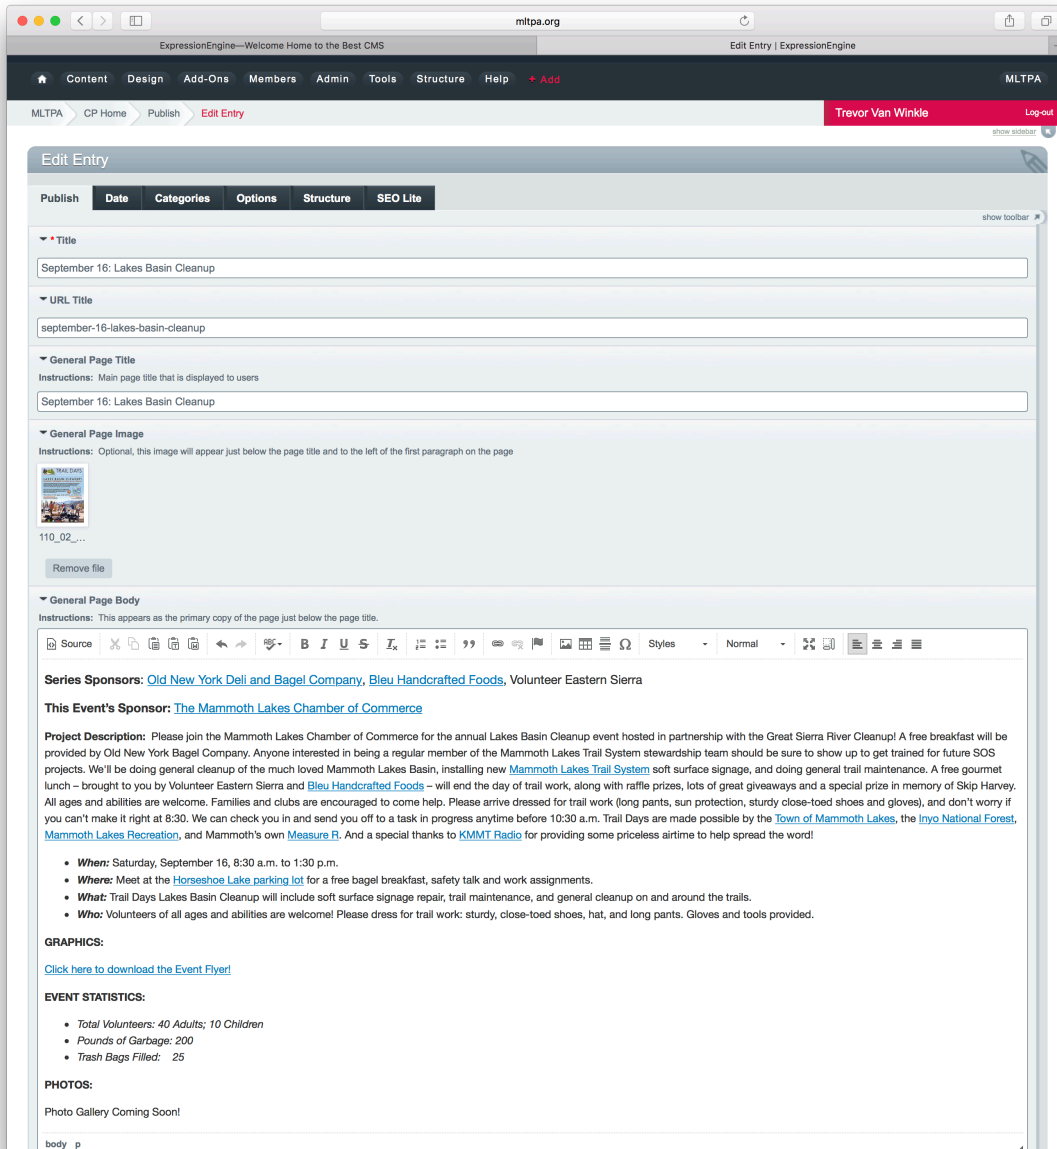 mltpa.org
ExpressionEngine—Welcome Home to the Best CMS
Edit Entry | ExpressionEngine
Content Design Add-Ons Members Admin Tools Structure Help + Add MLTPA
MLTPA CP Home Publish Edit Entry Trevor Van Winkle Log-out
show sidebar
Edit Entry
Publish Date Categories Options Structure SEO Lite
show toolbar
* Title
September 16: Lakes Basin Cleanup
URL Title
september-16-lakes-basin-cleanup
General Page Title
Instructions: Main page title that is displayed to users
September 16: Lakes Basin Cleanup
General Page Image
Instructions: Optional, this image will appear just below the page title and to the left of the first paragraph on the page
TRAIL DAYS
110_02_...
Remove file
General Page Body
Instructions: This appears as the primary copy of the page just below the page title.
Source ABC B I U S Ix Ω Styles Normal
Series Sponsors: Old New York Deli and Bagel Company, Bleu Handcrafted Foods, Volunteer Eastern Sierra
This Event's Sponsor: The Mammoth Lakes Chamber of Commerce
Project Description: Please join the Mammoth Lakes Chamber of Commerce for the annual Lakes Basin Cleanup event hosted in partnership with the Great Sierra River Cleanup! A free breakfast will be
provided by Old New York Bagel Company. Anyone interested in being a regular member of the Mammoth Lakes Trail System stewardship team should be sure to show up to get trained for future SOS
projects. We'll be doing general cleanup of the much loved Mammoth Lakes Basin, installing new Mammoth Lakes Trail System soft surface signage, and doing general trail maintenance. A free gourmet
lunch – brought to you by Volunteer Eastern Sierra and Bleu Handcrafted Foods – will end the day of trail work, along with raffle prizes, lots of great giveaways and a special prize in memory of Skip Harvey.
All ages and abilities are welcome. Families and clubs are encouraged to come help. Please arrive dressed for trail work (long pants, sun protection, sturdy close-toed shoes and gloves), and don't worry if
you can't make it right at 8:30. We can check you in and send you off to a task in progress anytime before 10:30 a.m. Trail Days are made possible by the Town of Mammoth Lakes, the Inyo National Forest,
Mammoth Lakes Recreation, and Mammoth's own Measure R. And a special thanks to KMMT Radio for providing some priceless airtime to help spread the word!
• When: Saturday, September 16, 8:30 a.m. to 1:30 p.m.
• Where: Meet at the Horseshoe Lake parking lot for a free bagel breakfast, safety talk and work assignments.
• What: Trail Days Lakes Basin Cleanup will include soft surface signage repair, trail maintenance, and general cleanup on and around the trails.
• Who: Volunteers of all ages and abilities are welcome! Please dress for trail work: sturdy, close-toed shoes, hat, and long pants. Gloves and tools provided.
GRAPHICS:
Click here to download the Event Flyer!
EVENT STATISTICS:
• Total Volunteers: 40 Adults; 10 Children
• Pounds of Garbage: 200
• Trash Bags Filled: 25
PHOTOS:
Photo Gallery Coming Soon!
body p